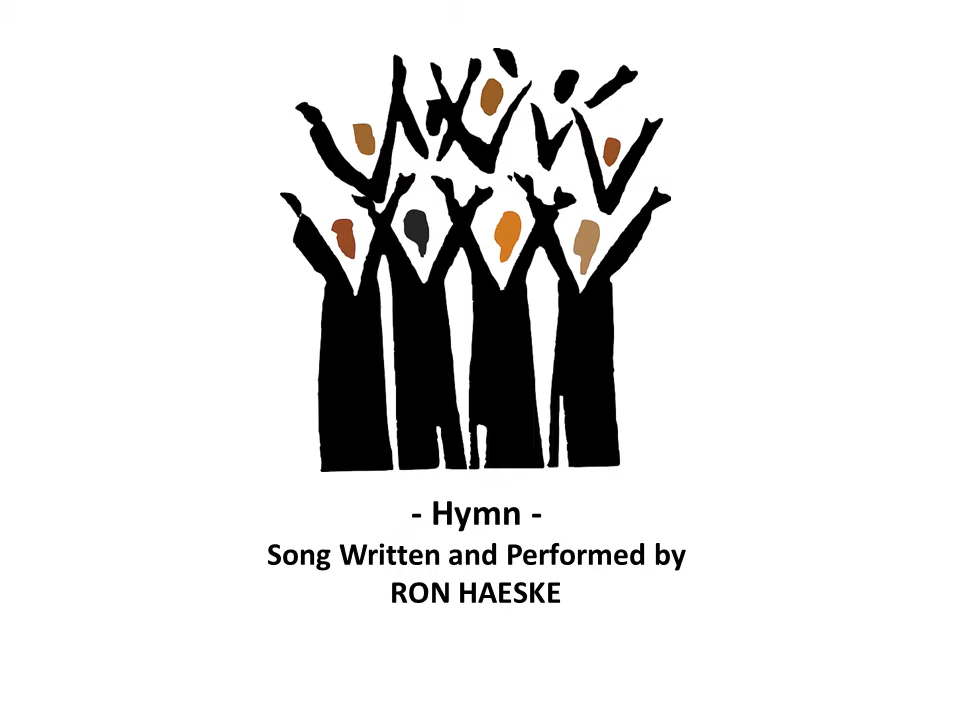 - Hymn -
Song Written and Performed by
RON HAESKE